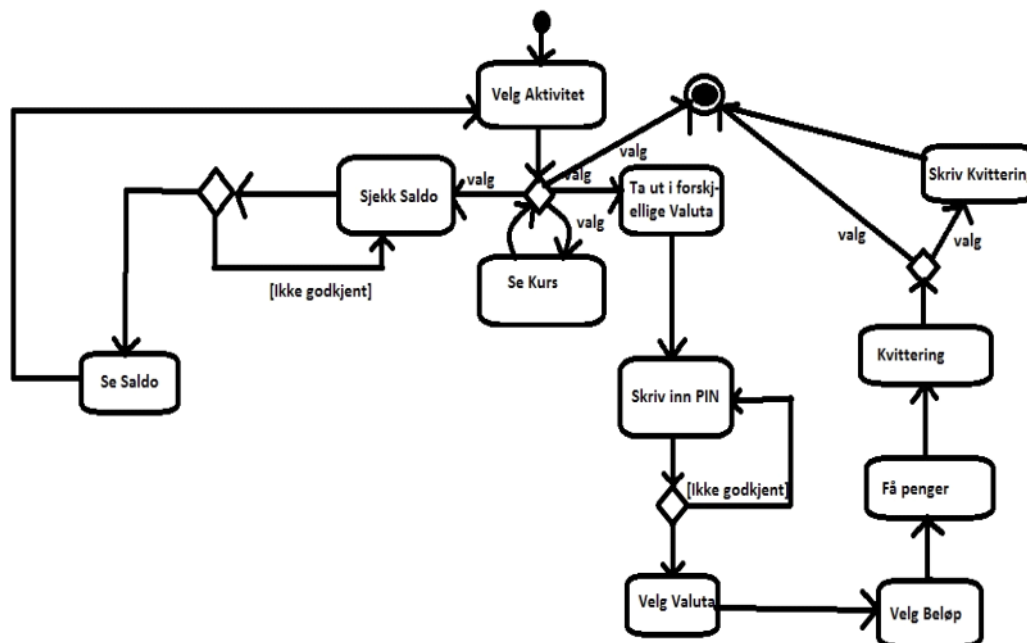 Velg Aktivitet
valg
Skriv Kvittering
valg
valg
Sjekk Saldo
Ta ut i forskj-
ellige Valuta
valg
valg
valg
Se Kurs
[Ikke godkjent]
Kvittering
Se Saldo
Skriv inn PIN
[Ikke godkjent]
Få penger
Velg Valuta
Velg Beløp